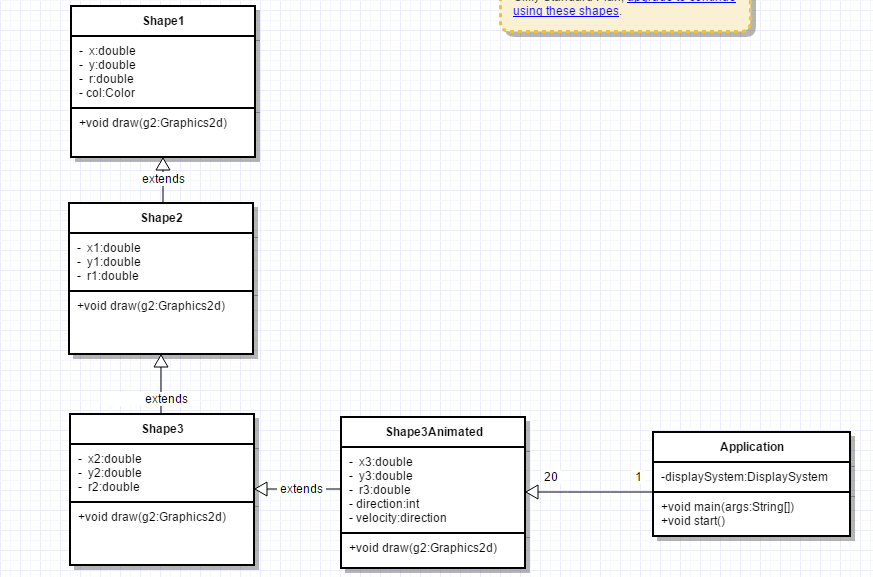 using these shapes.
Shape1
- x:double
- y:double
- r:double
- col:Color
+void draw(g2:Graphics2d)
extends
Shape2
- x1:double
- y1:double
- r1:double
+void draw(g2:Graphics2d)
extends
Shape3
- x2:double
- y2:double
- r2:double
+void draw(g2:Graphics2d)
extends
Shape3Animated
- x3:double
- y3:double
- r3:double
- direction:int
- velocity:direction
+void draw(g2:Graphics2d)
20
1
Application
-displaySystem:DisplaySystem
+void main(args:String[])
+void start()